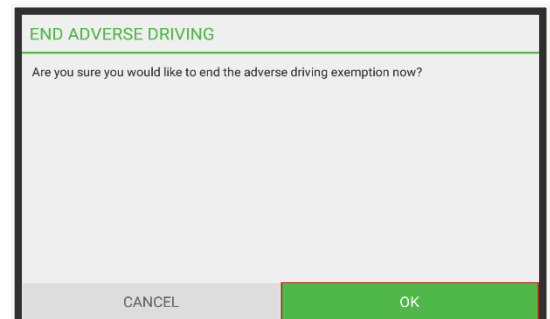 END ADVERSE DRIVING
Are you sure you would like to end the adverse driving exemption now?
CANCEL
OK